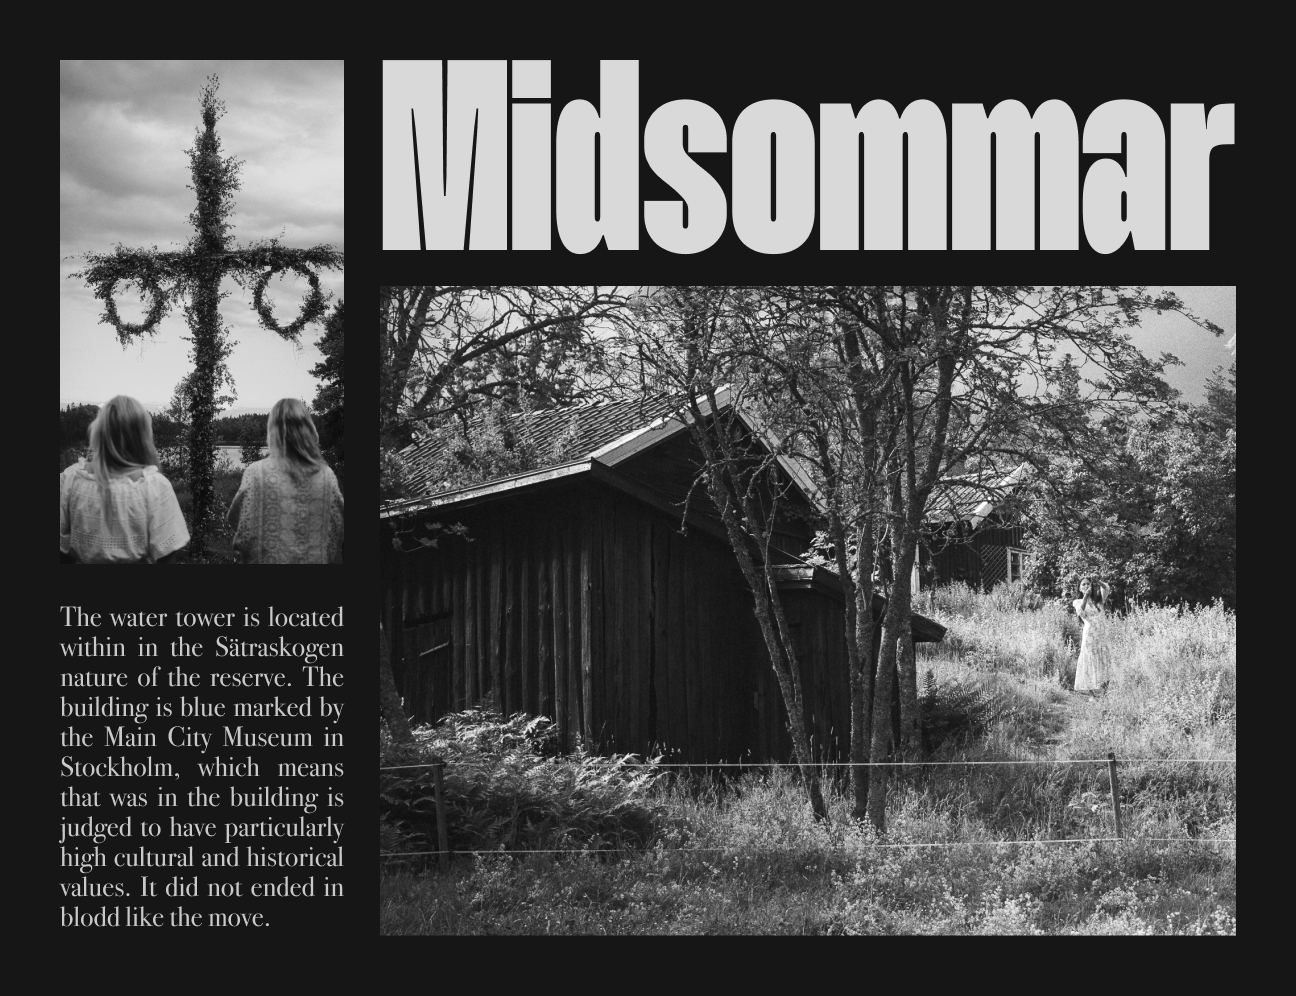 Midsommar
The water tower is located
within in the Sätraskogen
nature of the reserve. The
building is blue marked by
the Main City Museum in
Stockholm, which means
that was in the building is
judged to have particularly
high cultural and historical
values. It did not ended in
blodd like the move.